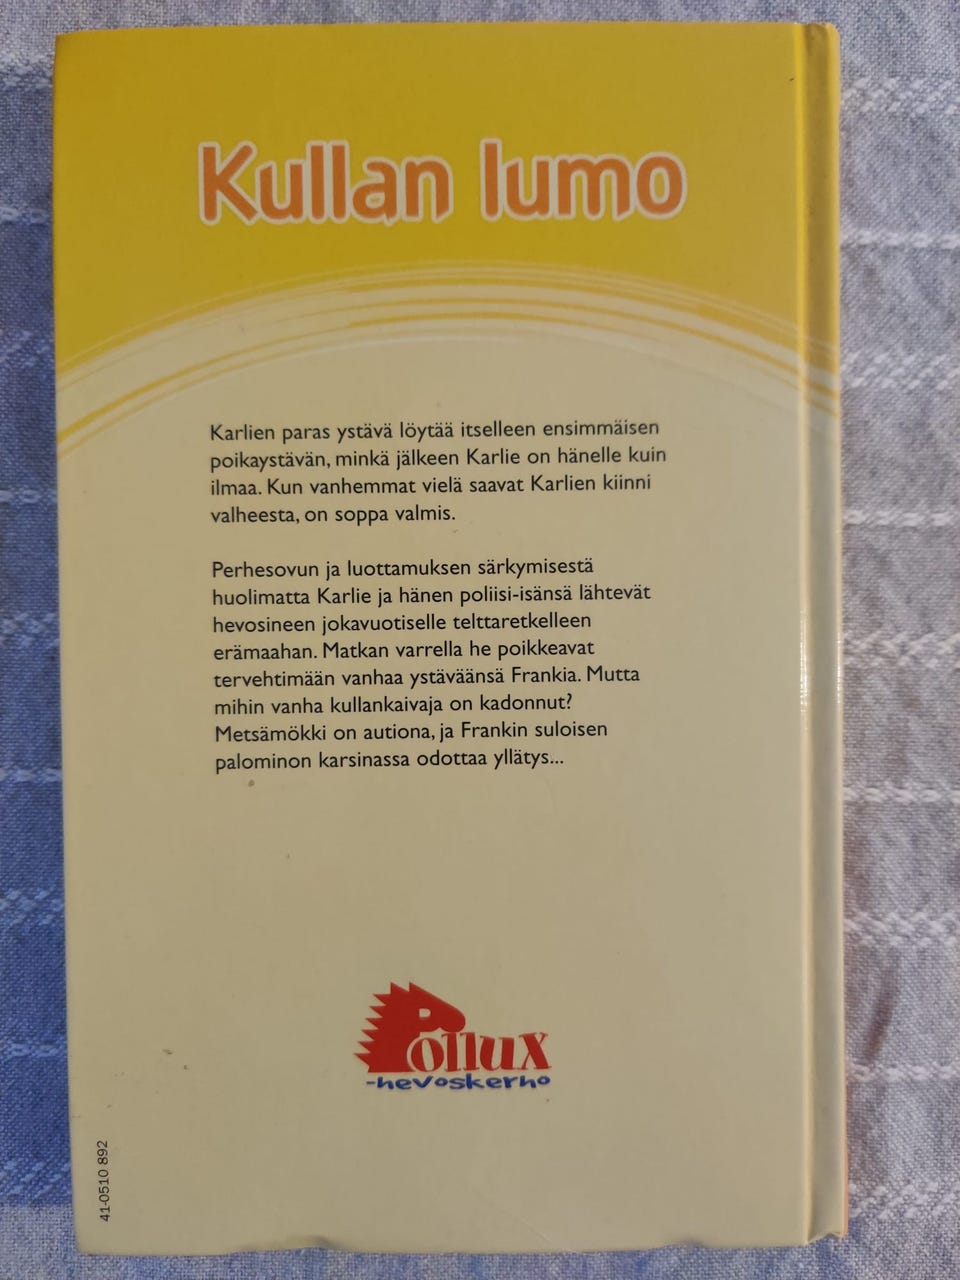 Kullan lumo
Karlien paras ystävä löytää itselleen ensimmäisen
poikaystävän, minkä jälkeen Karlie on hänelle kuin
ilmaa. Kun vanhemmat vielä saavat Karlien kiinni
valheesta, on soppa valmis.
Perhesovun ja luottamuksen särkymisestä
huolimatta Karlie ja hänen poliisi-isänsä lähtevät
hevosineen jokavuotiselle telttaretkelleen
erämaahan. Matkan varrella he poikkeavat
tervehtimään vanhaa ystäväänsä Frankia. Mutta
mihin vanha kullankaivaja on kadonnut?
Metsämökki on autiona, ja Frankin suloisen
palominon karsinassa odottaa yllätys...
Pollux
-hevoskerho
41-0510 892